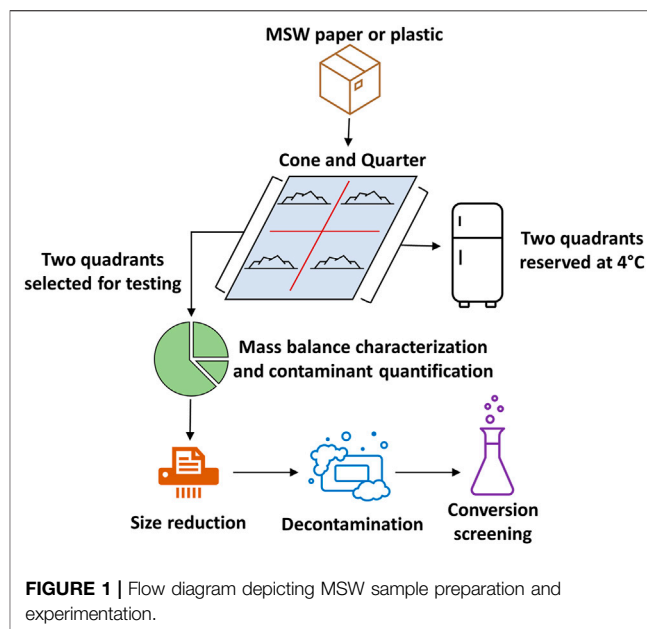 MSW paper or plastic
Cone and Quarter
Two quadrants
selected for testing
Two quadrants
reserved at 4°C
Mass balance characterization
and contaminant quantification
Size reduction
Decontamination
Conversion
screening
FIGURE 1 | Flow diagram depicting MSW sample preparation and
experimentation.